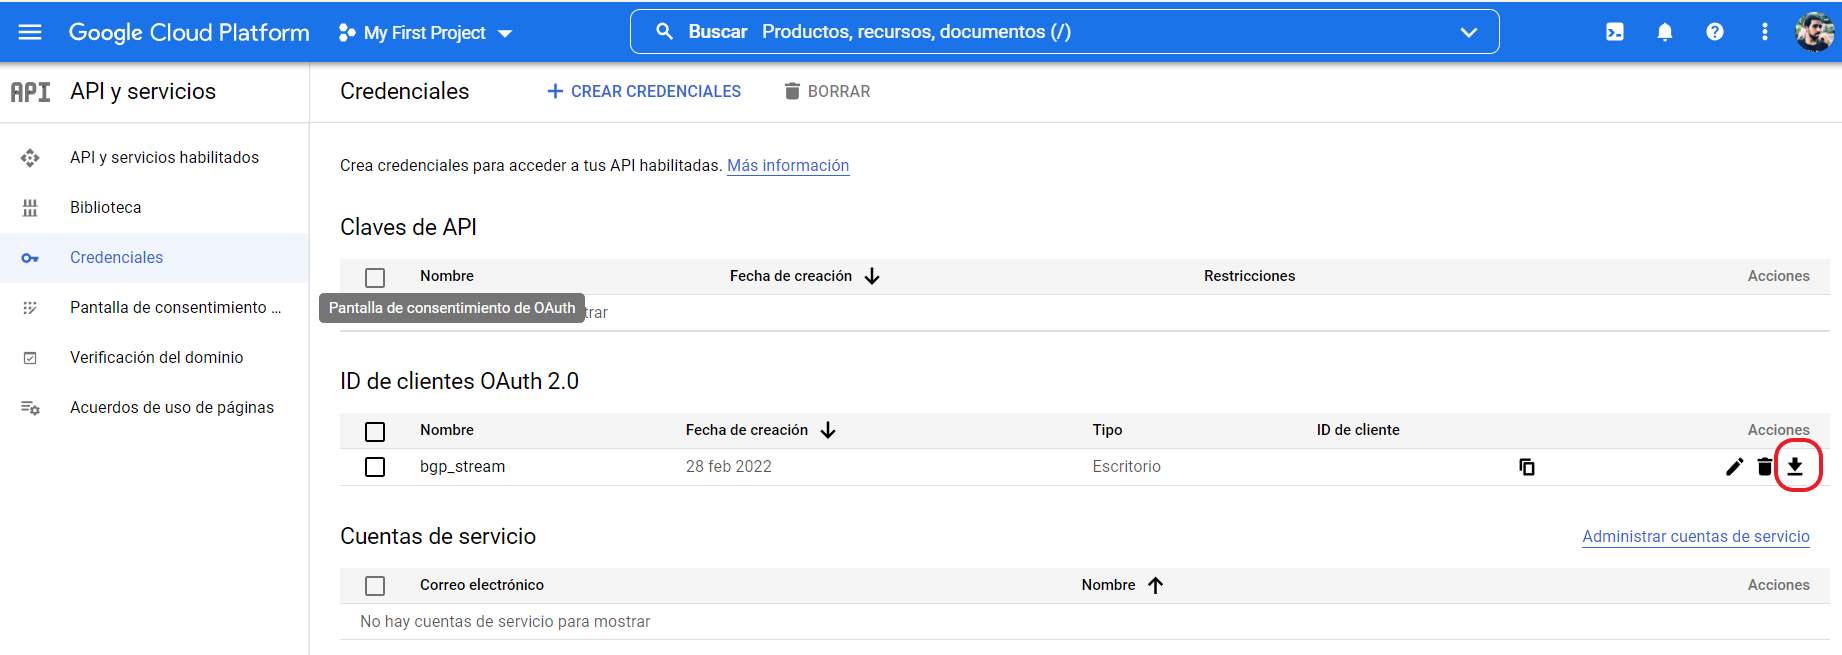 Google Cloud Platform My First Project Buscar Productos, recursos, documentos (/)
API API y servicios
Credenciales CREAR CREDENCIALES BORRAR
API y servicios habilitados
Biblioteca
Credenciales
Pantalla de consentimiento ...
Verificación del dominio
Acuerdos de uso de páginas
Crea credenciales para acceder a tus API habilitadas. Más información
Claves de API
Nombre Fecha de creación Restricciones Acciones
Pantalla de consentimiento de OAuth trar
ID de clientes OAuth 2.0
Nombre Fecha de creación Tipo ID de cliente Acciones
bgp_stream 28 feb 2022 Escritorio
Cuentas de servicio Administrar cuentas de servicio
Correo electrónico Nombre Acciones
No hay cuentas de servicio para mostrar